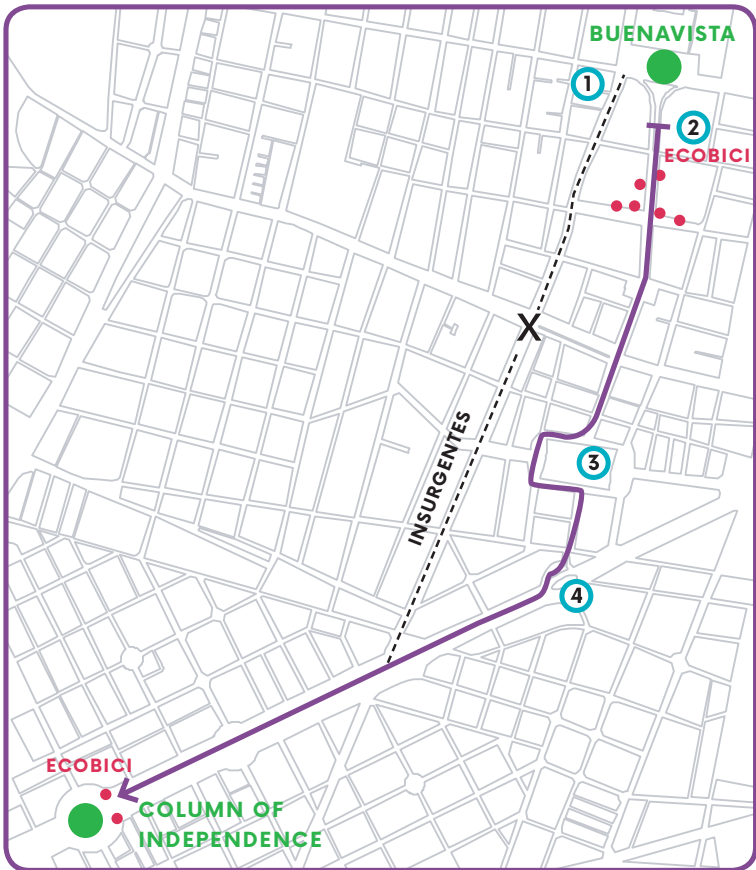 BUENAVISTA
1
2
ECOBICI
X
INSURGENTES
3
4
ECOBICI
COLUMN OF
INDEPENDENCE